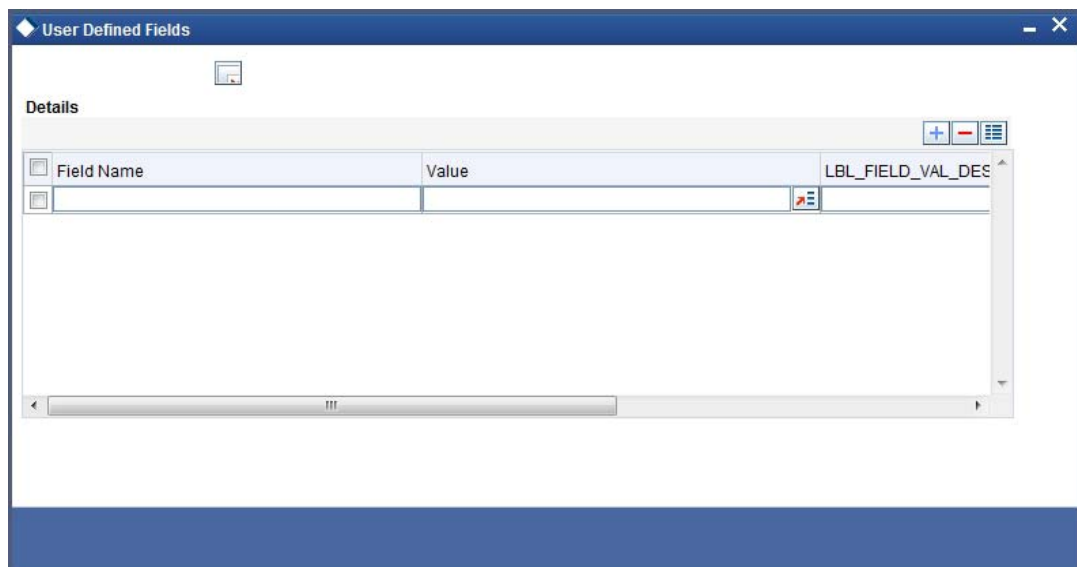 User Defined Fields
Details
Field Name Value LBL_FIELD_VAL_DES